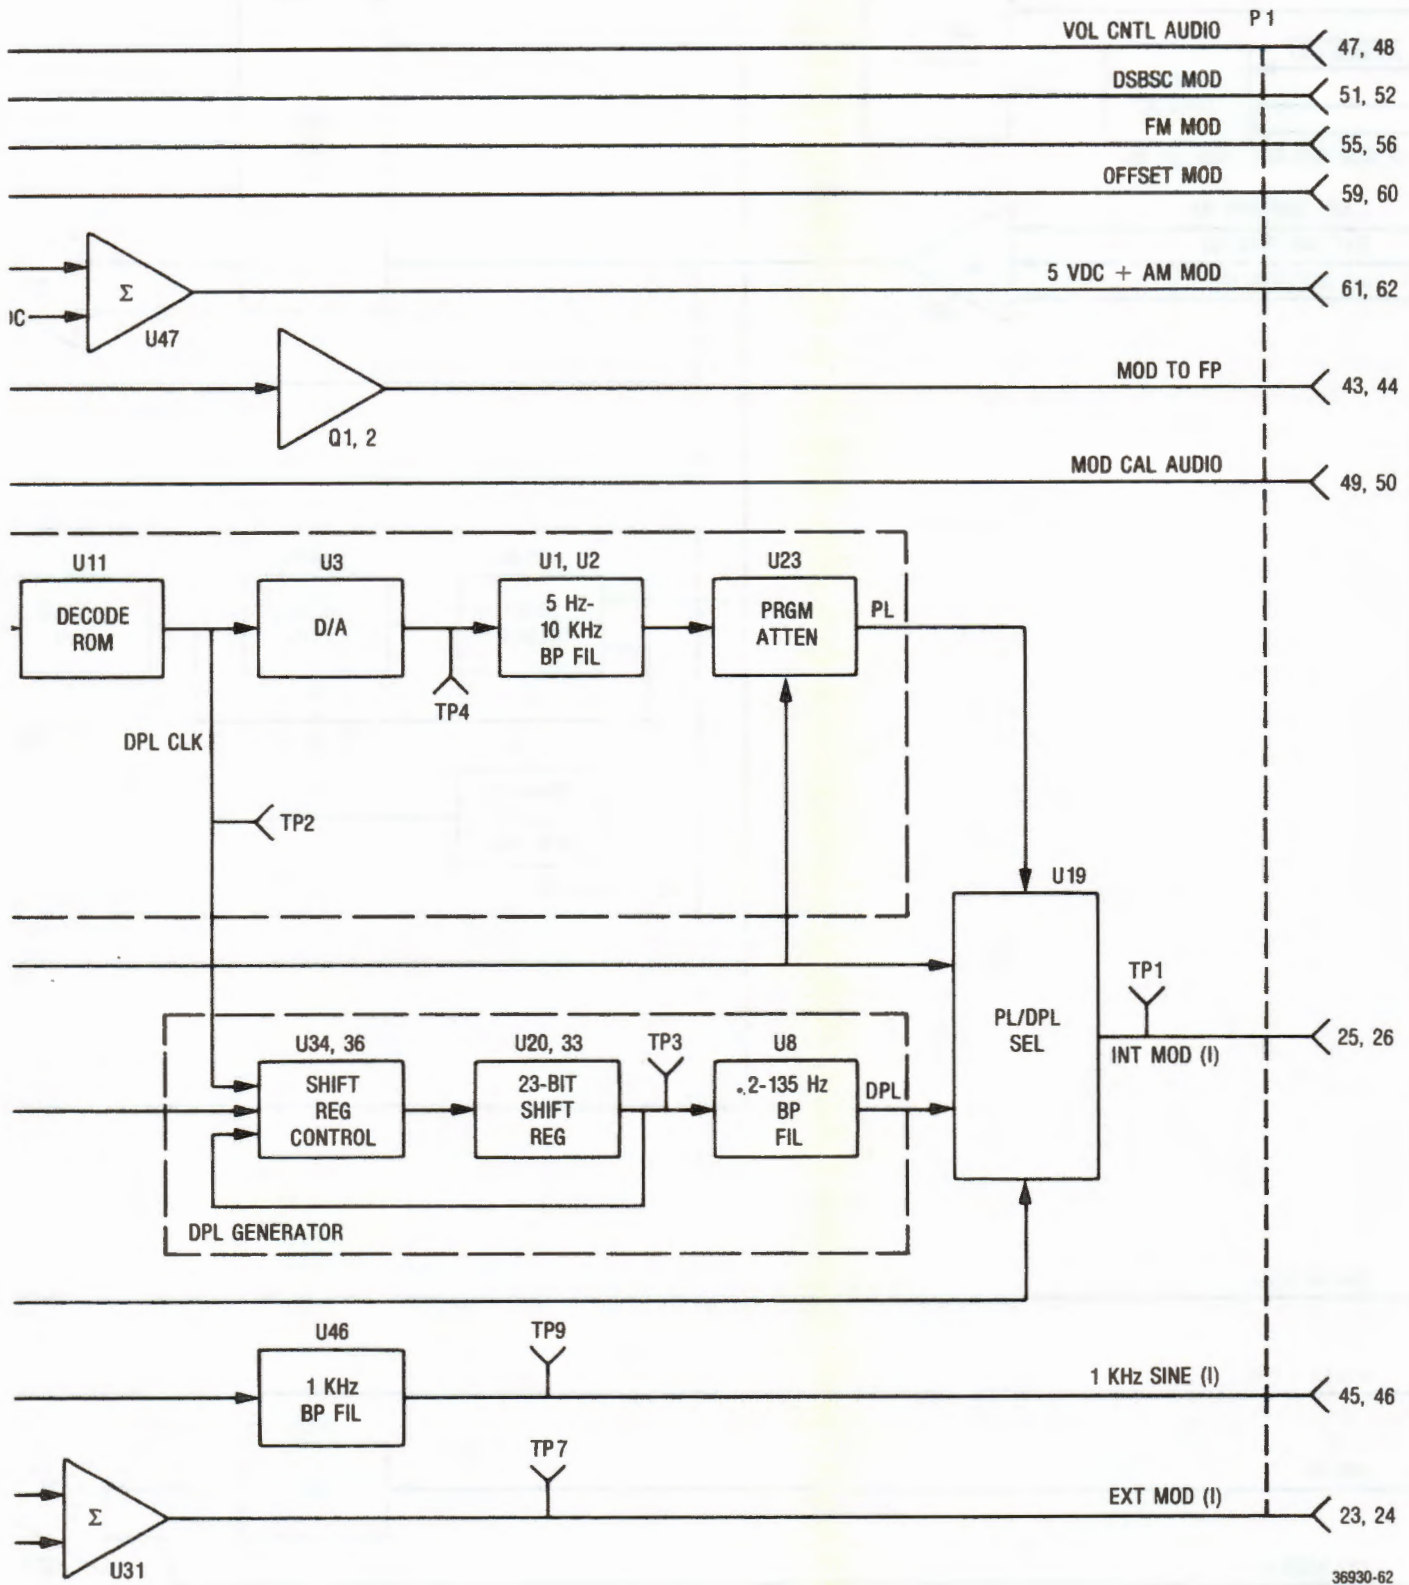 P1
VOL CNTL AUDIO
47, 48
DSBSC MOD
51, 52
FM MOD
55, 56
OFFSET MOD
59, 60
Σ
U47
5 VDC + AM MOD
61, 62
Q1, 2
MOD TO FP
43, 44
MOD CAL AUDIO
49, 50
U11
DECODE
ROM
U3
D/A
TP4
U1, U2
5 Hz-
10 KHz
BP FIL
U23
PRGM
ATTEN
PL
DPL CLK
TP2
U19
PL/DPL
SEL
TP1
INT MOD (I)
25, 26
U34, 36
SHIFT
REG
CONTROL
U20, 33
23-BIT
SHIFT
REG
TP3
U8
.2-135 Hz
BP
FIL
DPL
DPL GENERATOR
U46
1 KHz
BP FIL
TP9
1 KHz SINE (I)
45, 46
Σ
U31
TP7
EXT MOD (I)
23, 24
36930-62